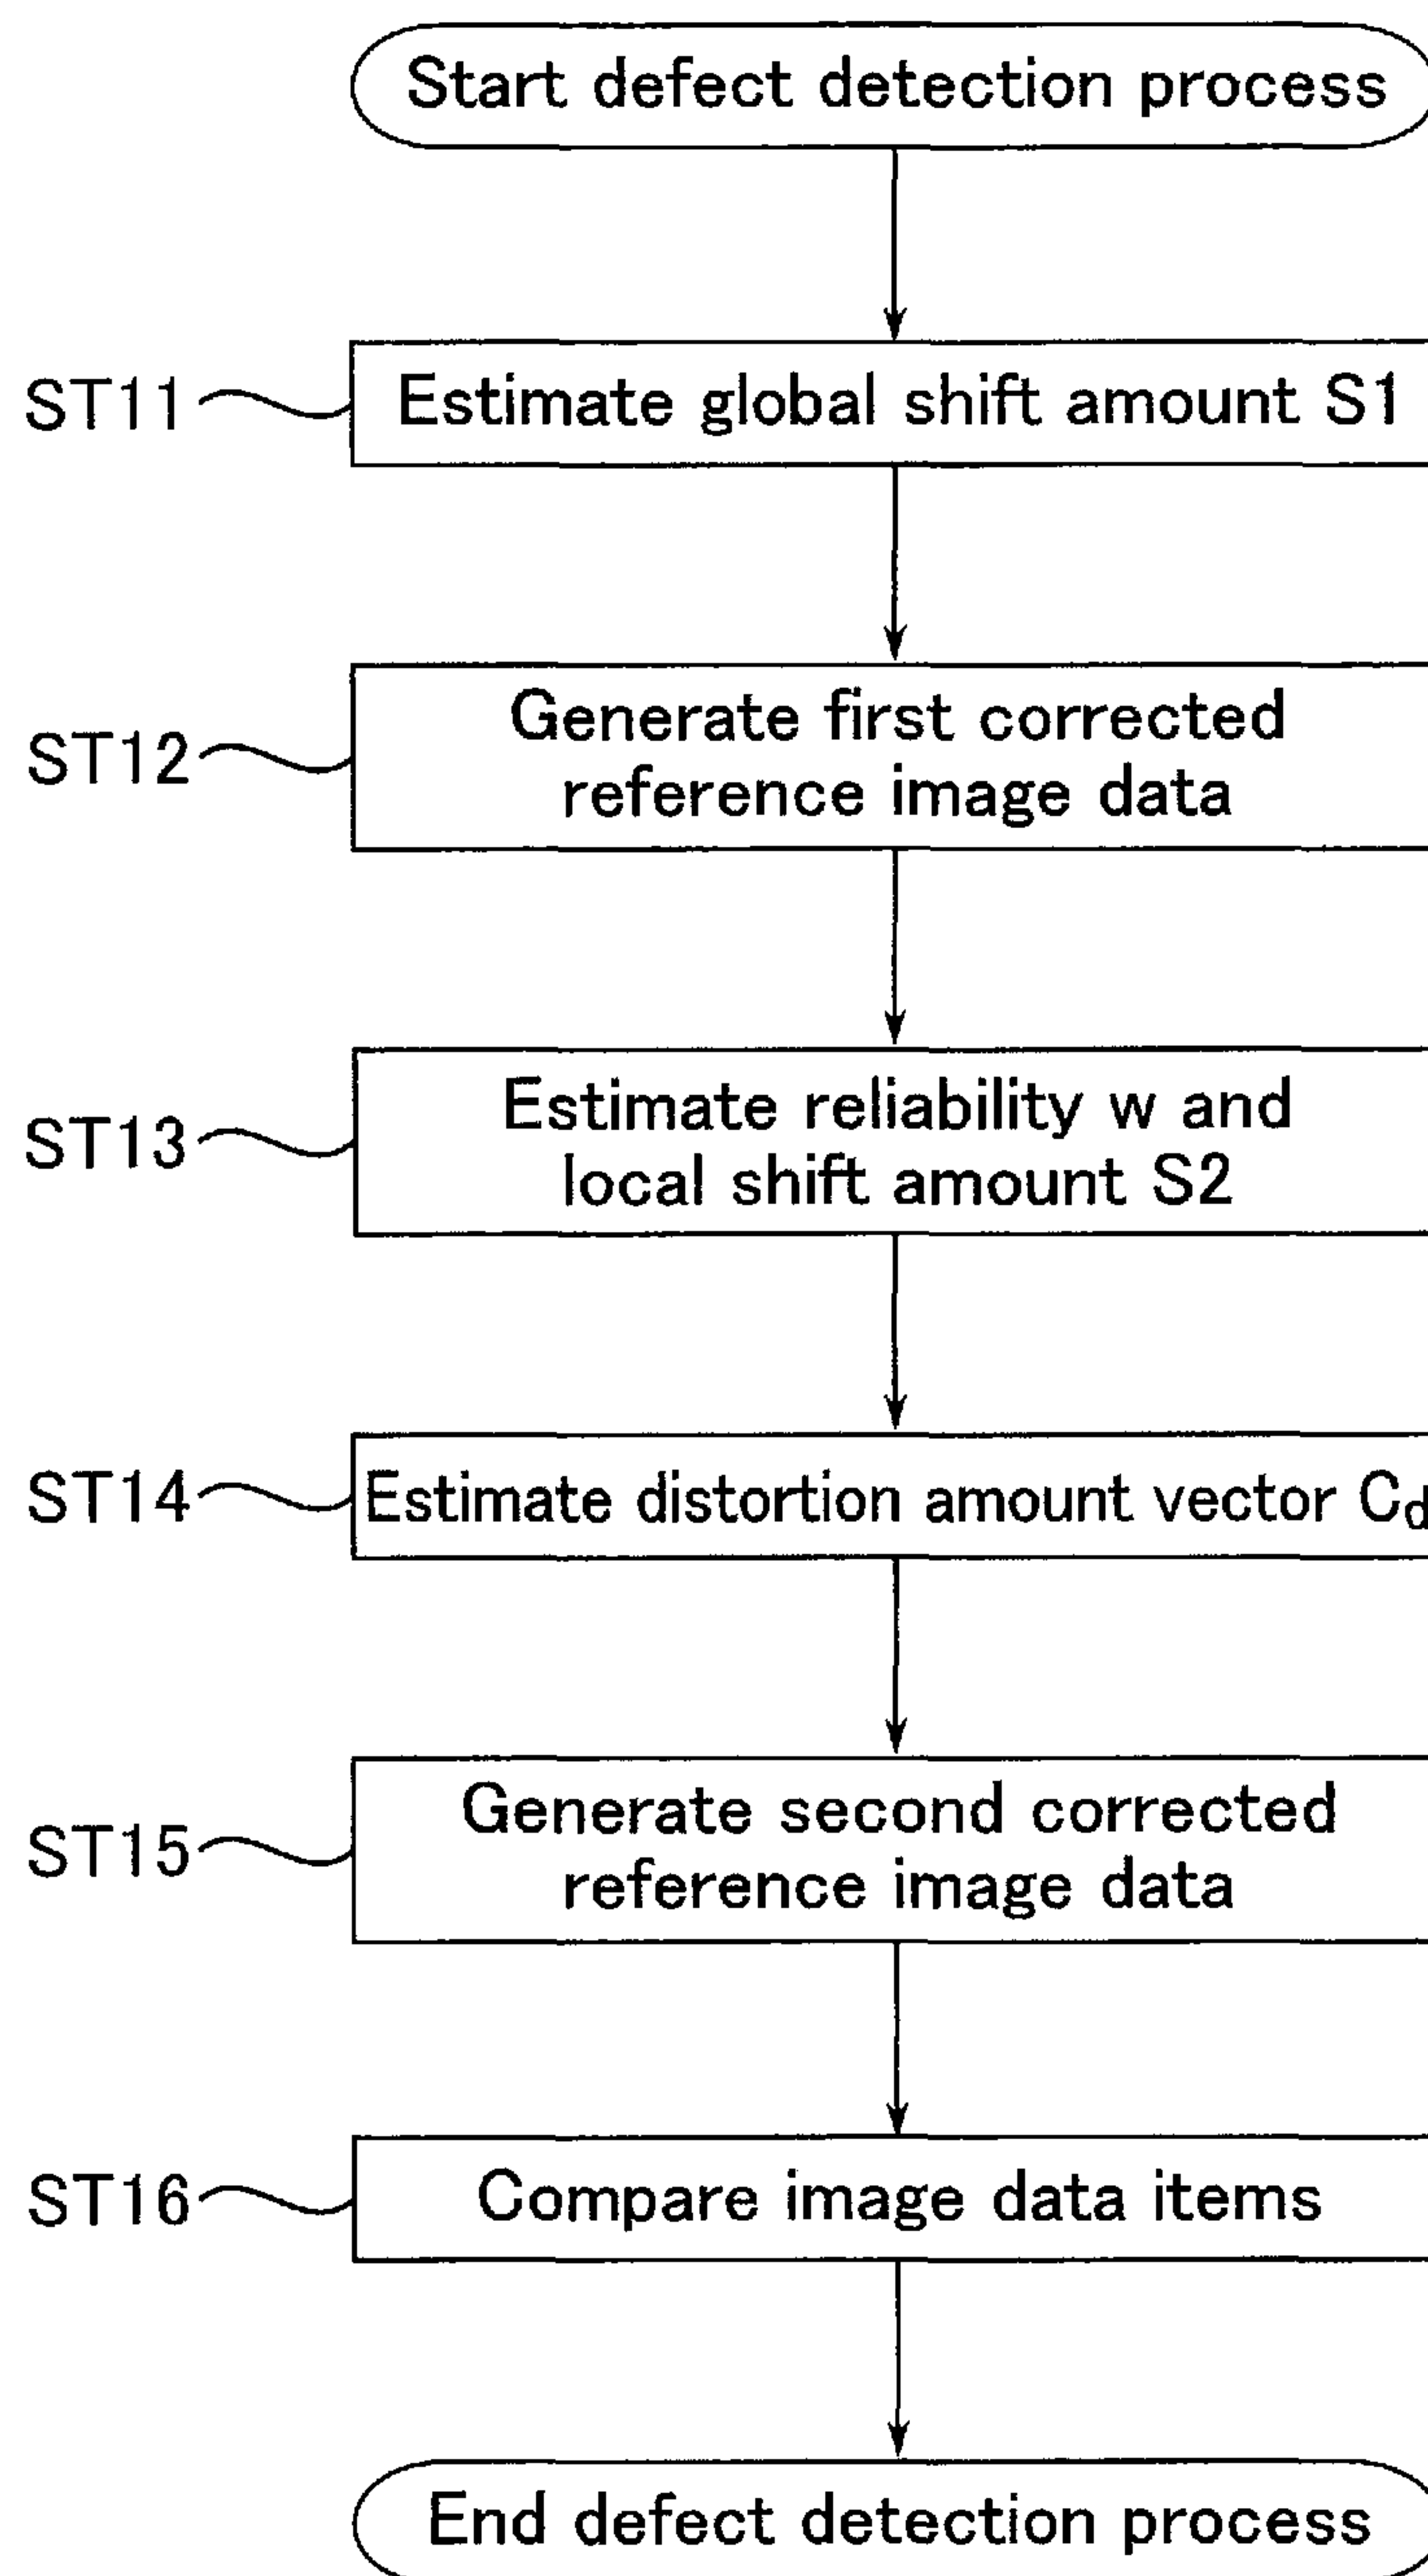 Start defect detection process
ST11
Estimate global shift amount S1
ST12
Generate first corrected
reference image data
ST13
Estimate reliability w and
local shift amount S2
ST14
Estimate distortion amount vector Cd
ST15
Generate second corrected
reference image data
ST16
Compare image data items
End defect detection process